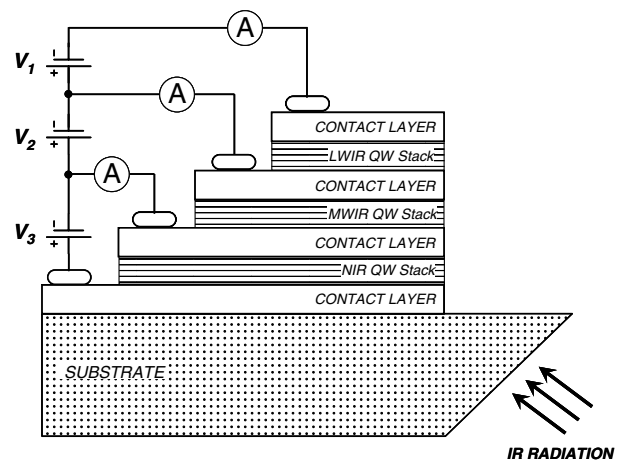 A
V1
-
+
A
V2
-
+
A
V3
-
+
CONTACT LAYER
LWIR QW Stack
CONTACT LAYER
MWIR QW Stack
CONTACT LAYER
NIR QW Stack
CONTACT LAYER
SUBSTRATE
IR RADIATION